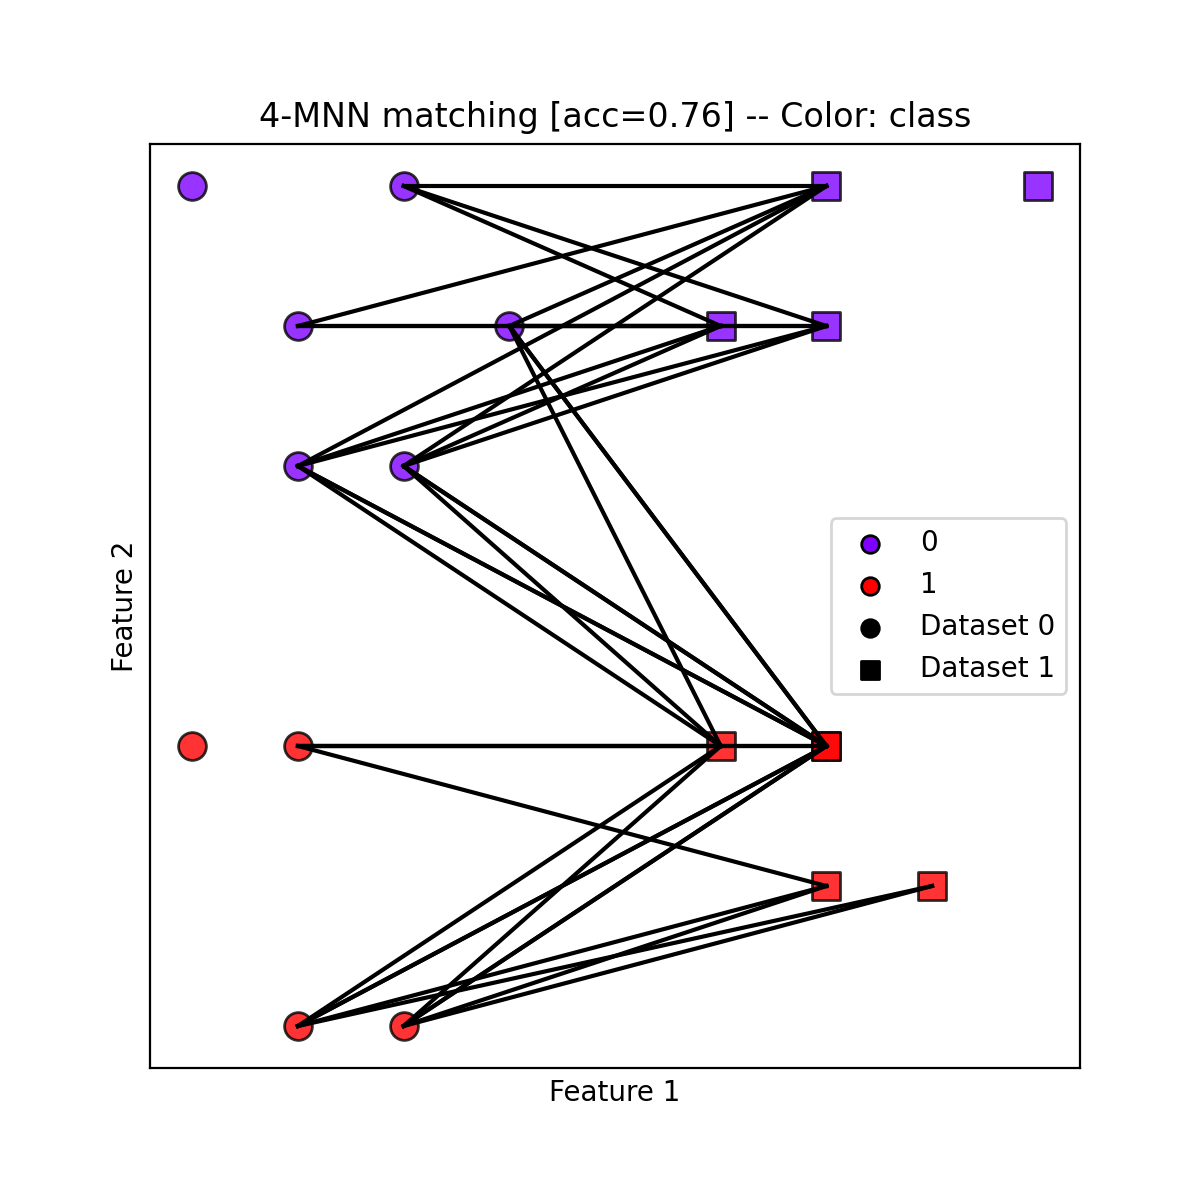 4-MNN matching [acc=0.76] -- Color: class
Feature 2
0
1
Dataset 0
Dataset 1
Feature 1